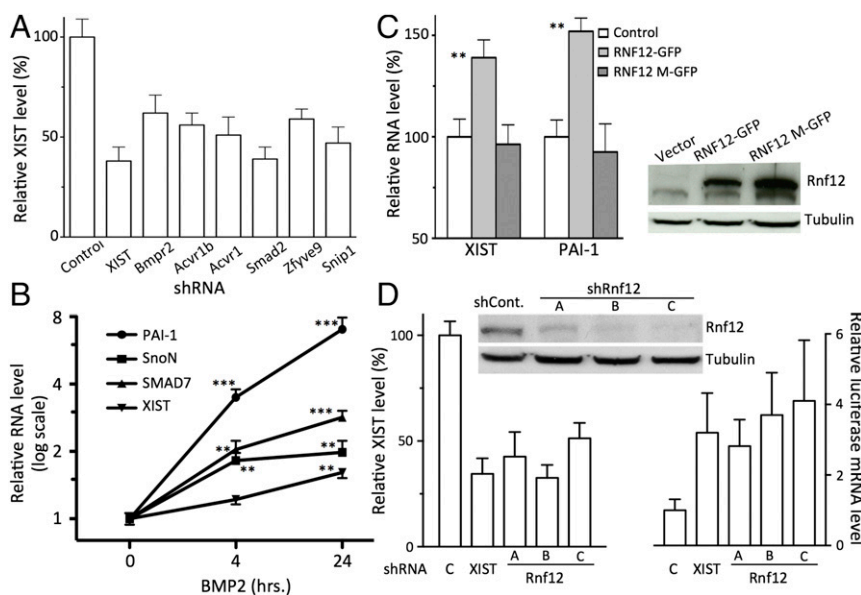 A
Relative XIST level (%)
100
50
0
Control
XIST
Bmpr2
Acvr1b
Acvr1
Smad2
Zfyve9
Snip1
shRNA
B
Relative RNA level
(log scale)
8
4
2
1
PAI-1
SnoN
SMAD7
XIST
***
***
***
**
**
**
**
0
4
24
BMP2 (hrs.)
C
Relative RNA level (%)
150
100
50
**
**
Control
RNF12-GFP
RNF12 M-GFP
XIST
PAI-1
Vector
RNF12-GFP
RNF12 M-GFP
Rnf12
Tubulin
D
Relative XIST level (%)
100
50
0
shCont.
shRnf12
A B C
Rnf12
Tubulin
shRNA C XIST A B C
Rnf12
C XIST A B C
Rnf12
6
4
2
0
Relative luciferase mRNA level